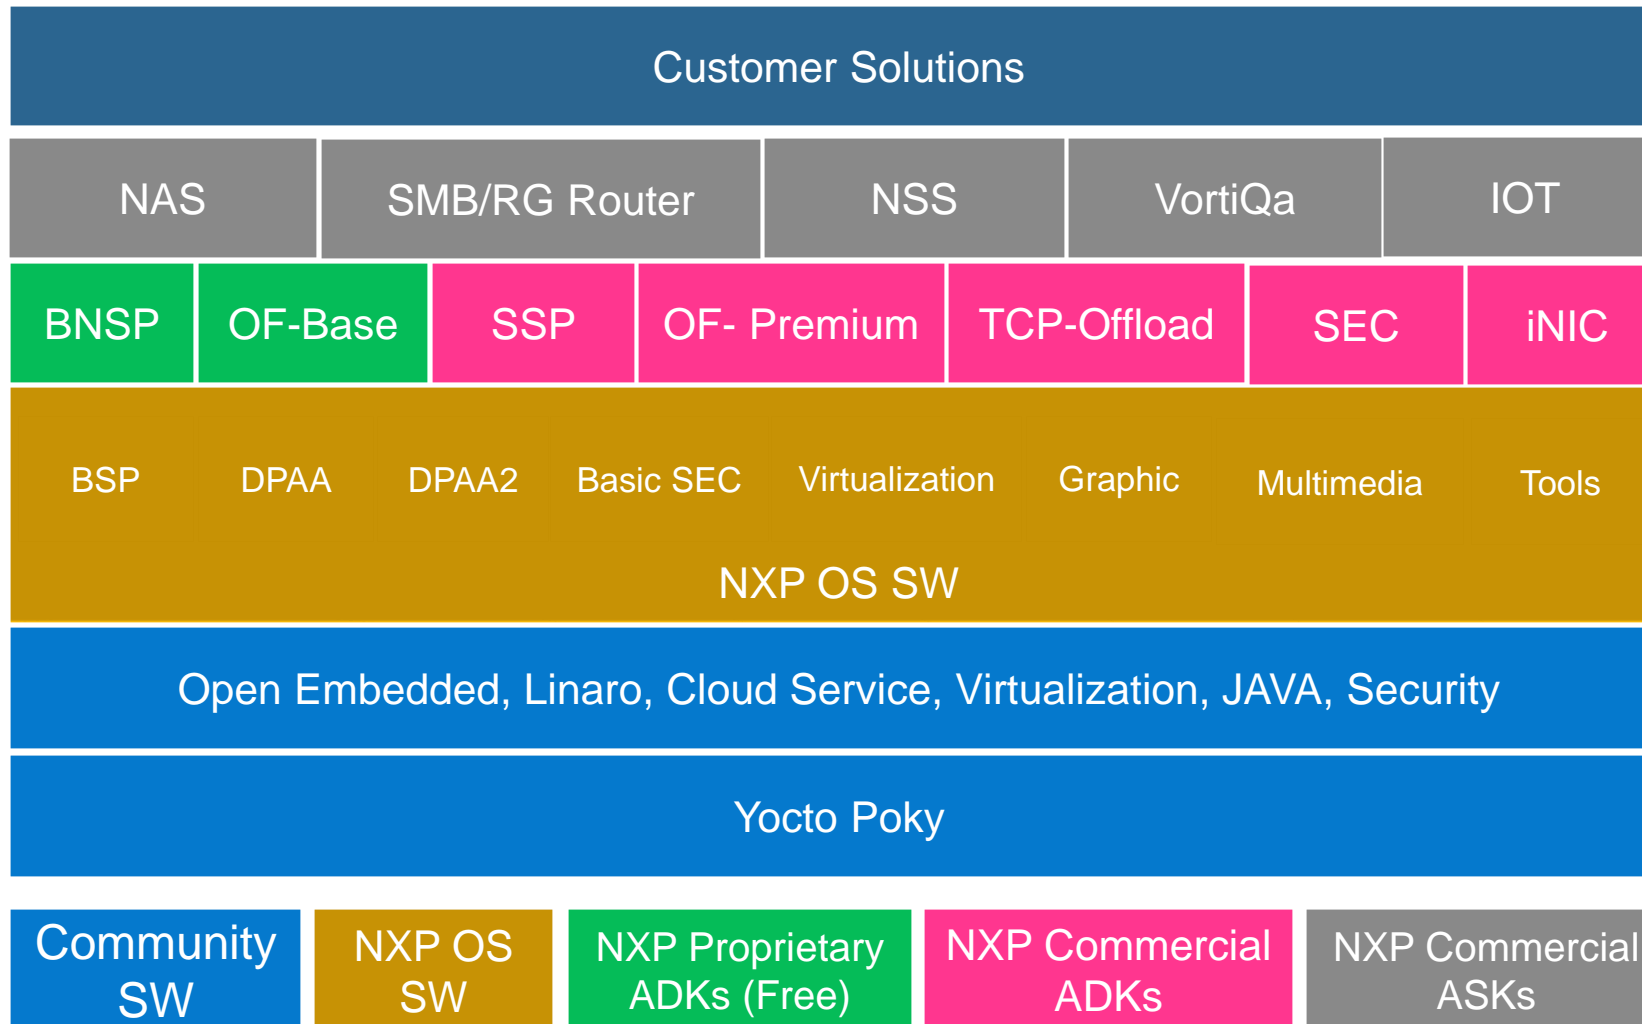 Customer Solutions
NAS
SMB/RG Router
NSS
VortiQa
IOT
BNSP
OF-Base
SSP
OF- Premium
TCP-Offload
SEC
iNIC
BSP
DPAA
DPAA2
Basic SEC
Virtualization
Graphic
Multimedia
Tools
NXP OS SW
Open Embedded, Linaro, Cloud Service, Virtualization, JAVA, Security
Yocto Poky
Community
SW
NXP OS
SW
NXP Proprietary
ADKs (Free)
NXP Commercial
ADKs
NXP Commercial
ASKs